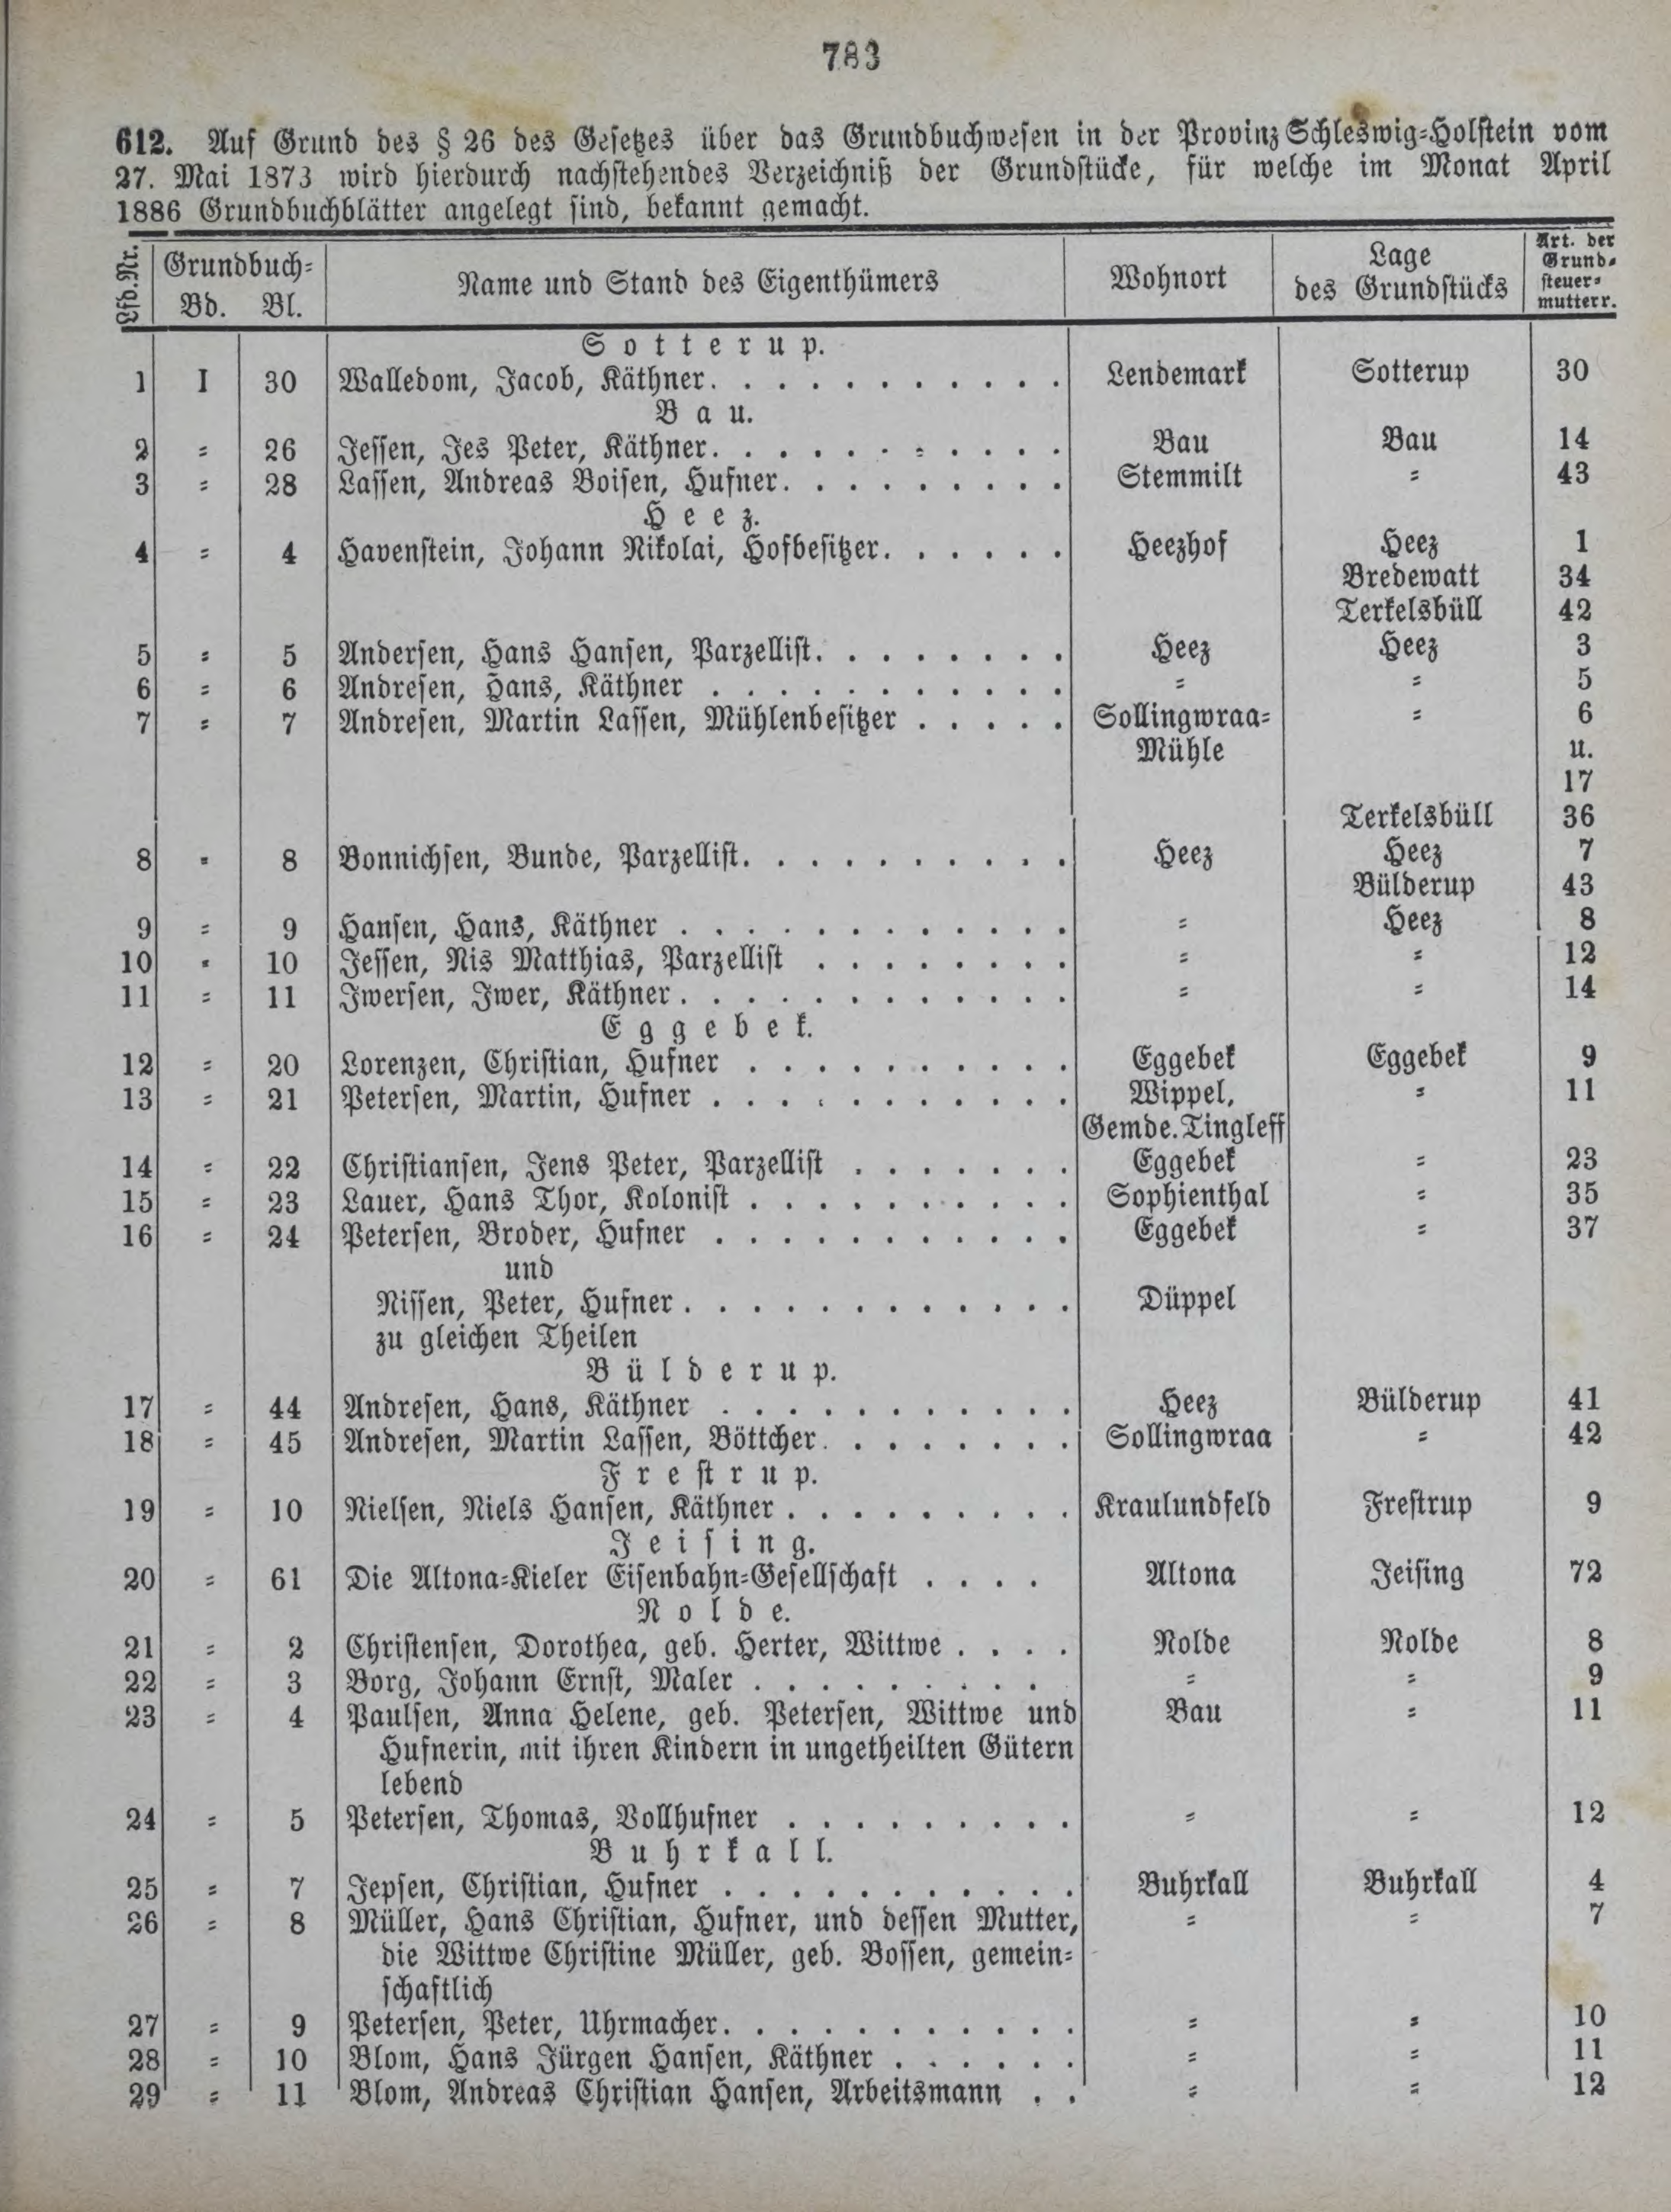 783
612. Auf Grund des § 26 des Gesetzes über das Grundbuchwesen in der Provinz Schleswig-Holstein vom
27. Mai 1873 wird hierdurch nachstehendes Verzeichniß der Grundstücke, für welche im Monat April
1886 Grundbuchblätter angelegt sind, bekannt gemacht.
Lfd. Nr. | Grundbuch- Bd. Bl. | Name und Stand des Eigenthümers | Wohnort | Lage des Grundstücks | Art. der Grund- steuer- mutterr.
Sotterup.
1 I 30 Walledom, Jacob, Käthner. . . . . . . . . . . Lendemark Sotterup 30
Bau.
2 = 26 Jessen, Jes Peter, Käthner. . . . . . . . . . . Bau Bau 14
3 = 28 Lassen, Andreas Boisen, Hufner. . . . . . . . . Stemmilt = 43
Heez.
4 = 4 Havenstein, Johann Nikolai, Hofbesitzer. . . . . . Heezhof Heez 1
Bredewatt 34
Terkelsbüll 42
5 = 5 Andersen, Hans Hansen, Parzellist. . . . . . . . Heez Heez 3
6 = 6 Andresen, Hans, Käthner . . . . . . . . . . . = = 5
7 = 7 Andresen, Martin Lassen, Mühlenbesitzer . . . . . Sollingwraa- = 6
Mühle u.
17
Terkelsbüll 36
8 = 8 Bonnichsen, Bunde, Parzellist. . . . . . . . . . Heez Heez 7
Bülderup 43
9 = 9 Hansen, Hans, Käthner . . . . . . . . . . . . = Heez 8
10 = 10 Jessen, Nis Matthias, Parzellist . . . . . . . . = = 12
11 = 11 Iwersen, Iwer, Käthner . . . . . . . . . . . . = = 14
Eggebek.
12 = 20 Lorenzen, Christian, Hufner . . . . . . . . . . Eggebek Eggebek 9
13 = 21 Petersen, Martin, Hufner . . . . . . . . . . . Wippel, = 11
Gemde. Tingleff
14 = 22 Christiansen, Jens Peter, Parzellist . . . . . . . Eggebek = 23
15 = 23 Lauer, Hans Thor, Kolonist . . . . . . . . . . Sophienthal = 35
16 = 24 Petersen, Broder, Hufner . . . . . . . . . . . Eggebek = 37
und
Nissen, Peter, Hufner . . . . . . . . . . . . Düppel
zu gleichen Theilen
Bülderup.
17 = 44 Andresen, Hans, Käthner . . . . . . . . . . . Heez Bülderup 41
18 = 45 Andresen, Martin Lassen, Böttcher. . . . . . . . Sollingwraa = 42
Frestrup.
19 = 10 Nielsen, Niels Hansen, Käthner . . . . . . . . . Kraulundfeld Frestrup 9
Jeising.
20 = 61 Die Altona-Kieler Eisenbahn-Gesellschaft . . . . Altona Jeising 72
Nolde.
21 = 2 Christensen, Dorothea, geb. Herter, Wittwe . . . . Nolde Nolde 8
22 = 3 Borg, Johann Ernst, Maler . . . . . . . . . = = 9
23 = 4 Paulsen, Anna Helene, geb. Petersen, Wittwe und Bau = 11
Hufnerin, mit ihren Kindern in ungetheilten Gütern
lebend
24 = 5 Petersen, Thomas, Vollhufner . . . . . . . . . = = 12
Buhrkall.
25 = 7 Jepsen, Christian, Hufner . . . . . . . . . . . Buhrkall Buhrkall 4
26 = 8 Müller, Hans Christian, Hufner, und dessen Mutter, = = 7
die Wittwe Christine Müller, geb. Bossen, gemein-
schaftlich
27 = 9 Petersen, Peter, Uhrmacher. . . . . . . . . . . = = 10
28 = 10 Blom, Hans Jürgen Hansen, Käthner . . . . . . = = 11
29 = 11 Blom, Andreas Christian Hansen, Arbeitsmann . . = = 12